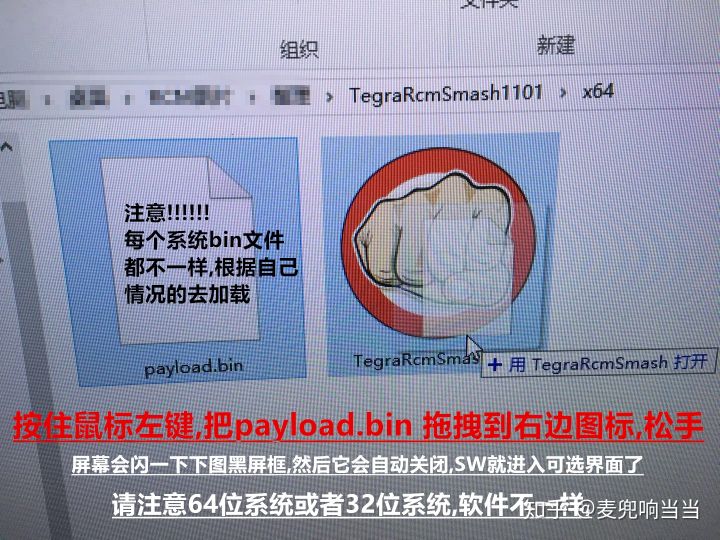 文件夹
组织
新建
› TegraRcmSmash1101 › x64
注意!!!!!!
每个系统bin文件
都不一样,根据自己
情况的去加载
payload.bin
TegraRcmSmas
用 TegraRcmSmash 打开
按住鼠标左键,把payload.bin 拖拽到右边图标,松手
屏幕会闪一下下图黑屏框,然后它会自动关闭,SW就进入可选界面了
请注意64位系统或者32位系统,软件不一样
知乎 @麦兜响当当